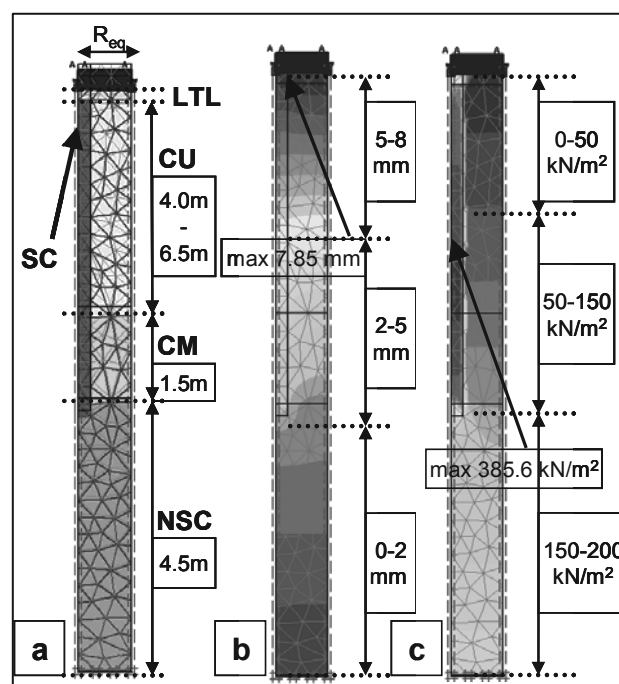 R_eq
LTL
CU
4.0m
-
6.5m
SC
CM
1.5m
NSC
4.5m
a
5-8
mm
max 7.85 mm
2-5
mm
0-2
mm
b
0-50
kN/m²
50-150
kN/m²
max 385.6 kN/m²
150-200
kN/m²
c